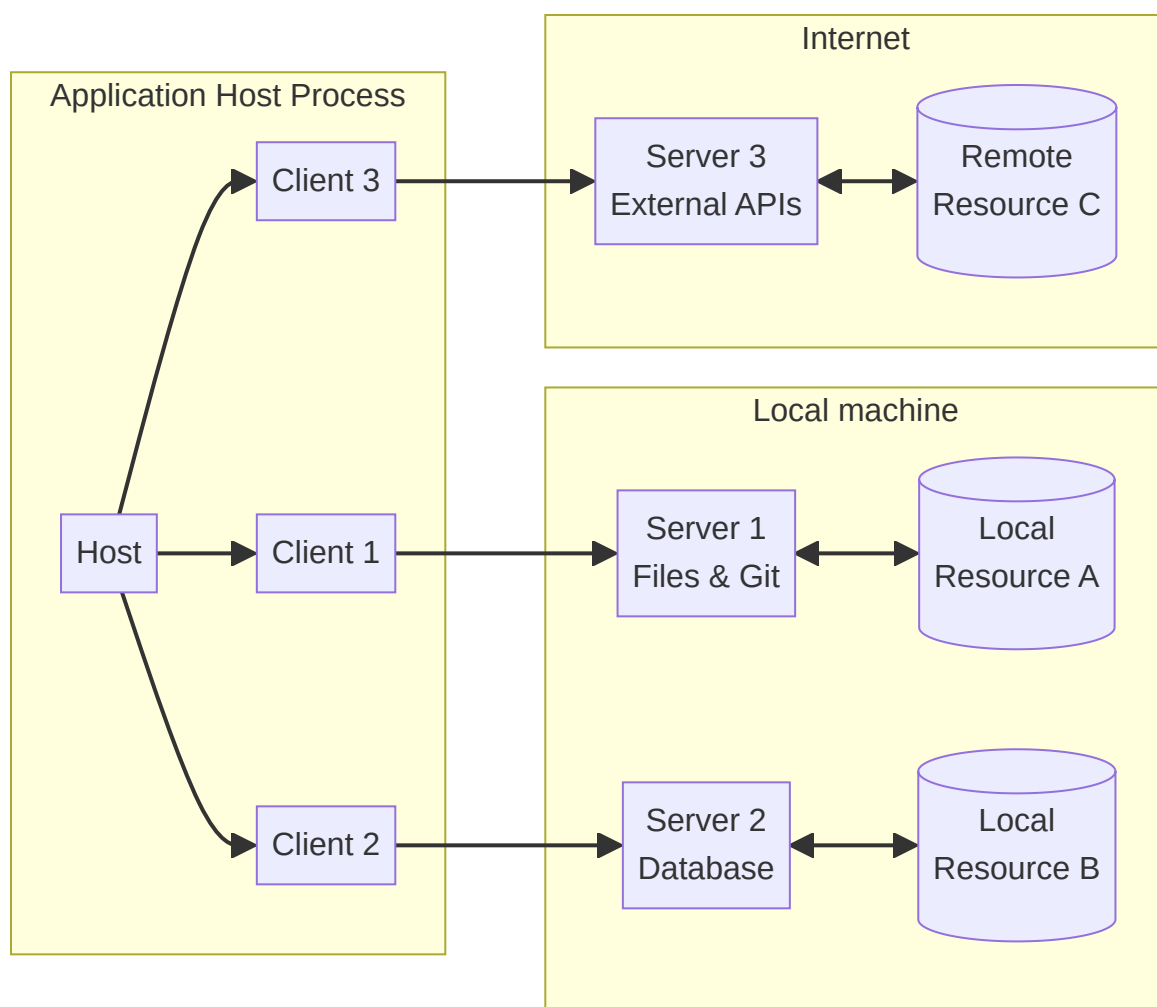 Internet
Application Host Process
Client 3
Server 3
External APIs
Remote
Resource C
Local machine
Host
Client 1
Server 1
Files & Git
Local
Resource A
Client 2
Server 2
Database
Local
Resource B